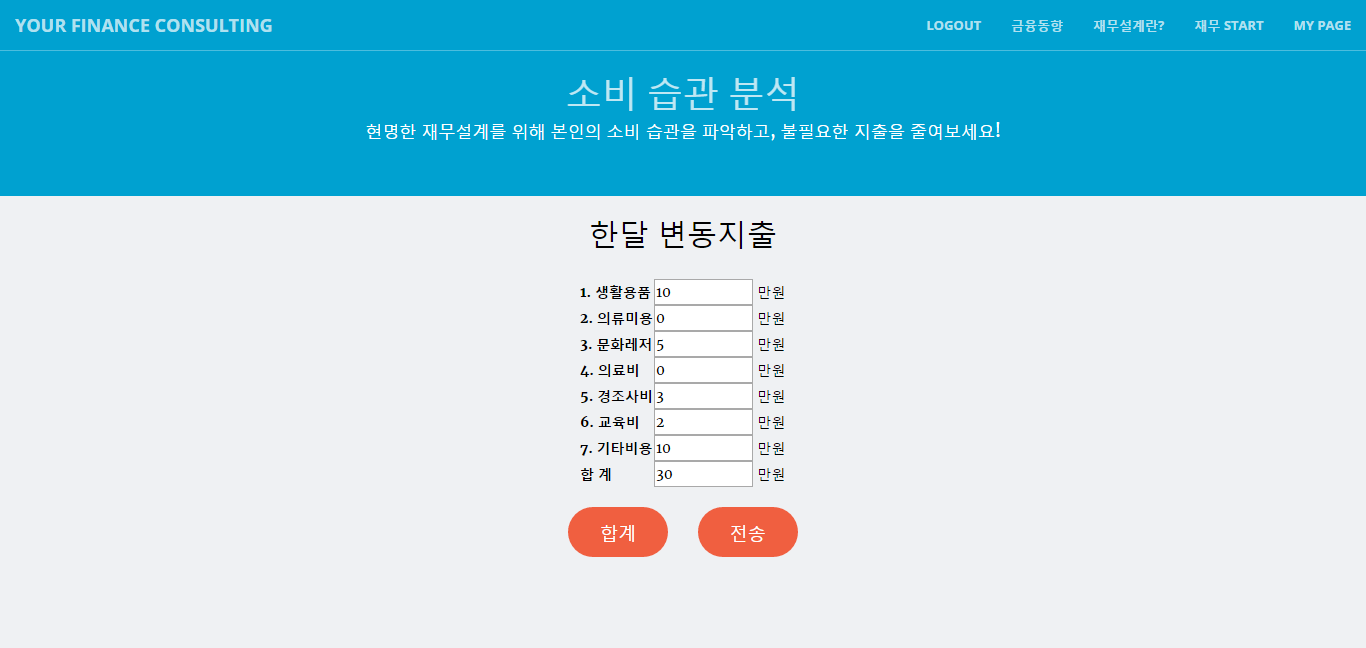 YOUR FINANCE CONSULTING LOGOUT 금융동향 재무설계란? 재무 START MY PAGE
소비 습관 분석
현명한 재무설계를 위해 본인의 소비 습관을 파악하고, 불필요한 지출을 줄여보세요!
한달 변동지출
1. 생활용품 10 만원
2. 의류미용 0 만원
3. 문화레저 5 만원
4. 의료비 0 만원
5. 경조사비 3 만원
6. 교육비 2 만원
7. 기타비용 10 만원
합 계 30 만원
합계 전송